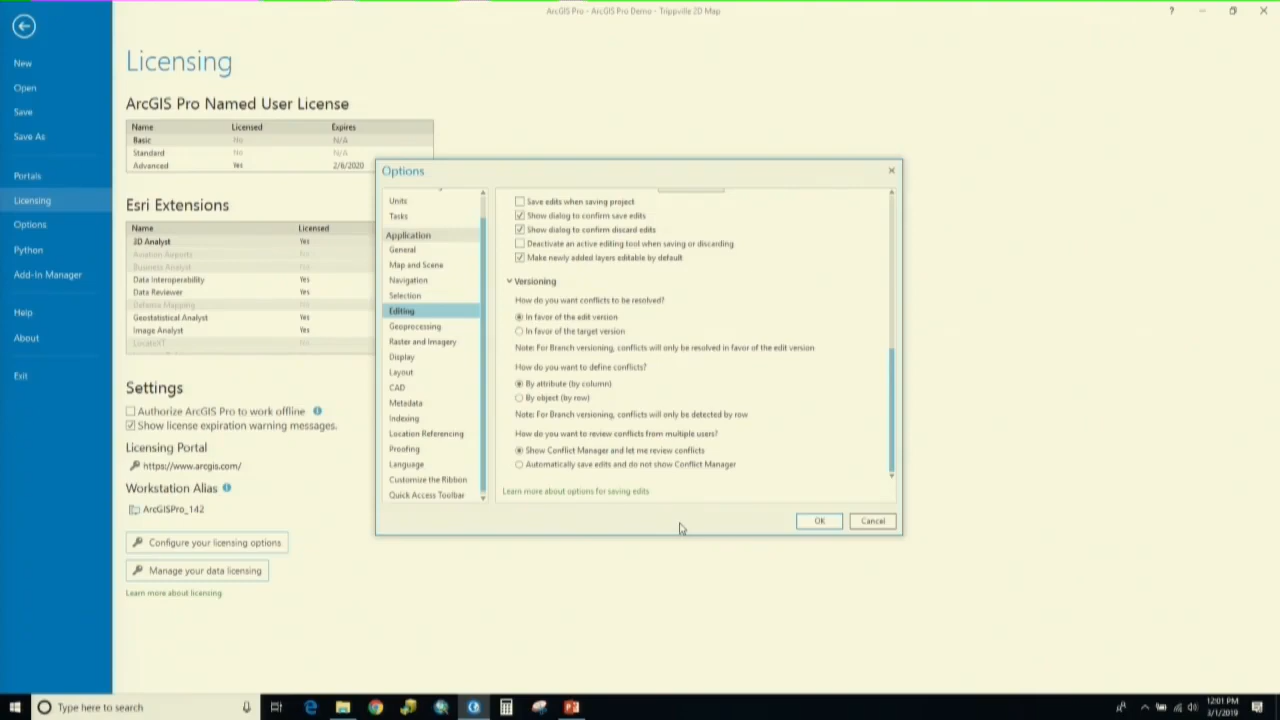 ArcGIS Pro - ArcGIS Pro Demo - Trippville 2D Map
?
New
Open
Save
Save As
Portals
Licensing
Options
Python
Add-In Manager
Help
About
Exit
Licensing
ArcGIS Pro Named User License
Name Licensed Expires
Basic No N/A
Standard No N/A
Advanced Yes 2/6/2020
Esri Extensions
Name Licensed
3D Analyst Yes
Aviation Airports No
Business Analyst No
Data Interoperability Yes
Data Reviewer Yes
Defense Mapping No
Geostatistical Analyst Yes
Image Analyst Yes
LocateXT No
Settings
Authorize ArcGIS Pro to work offline
Show license expiration warning messages.
Licensing Portal
https://www.arcgis.com/
Workstation Alias
ArcGISPro_142
Configure your licensing options
Manage your data licensing
Learn more about licensing
Options
Units
Tasks
Application
General
Map and Scene
Navigation
Selection
Editing
Geoprocessing
Raster and Imagery
Display
Layout
CAD
Metadata
Indexing
Location Referencing
Proofing
Language
Customize the Ribbon
Quick Access Toolbar
Save edits when saving project
Show dialog to confirm save edits
Show dialog to confirm discard edits
Deactivate an active editing tool when saving or discarding
Make newly added layers editable by default
Versioning
How do you want conflicts to be resolved?
In favor of the edit version
In favor of the target version
Note: For Branch versioning, conflicts will only be resolved in favor of the edit version
How do you want to define conflicts?
By attribute (by column)
By object (by row)
Note: For Branch versioning, conflicts will only be detected by row
How do you want to review conflicts from multiple users?
Show Conflict Manager and let me review conflicts
Automatically save edits and do not show Conflict Manager
Learn more about options for saving edits
OK
Cancel
Type here to search
12:01 PM
3/1/2019